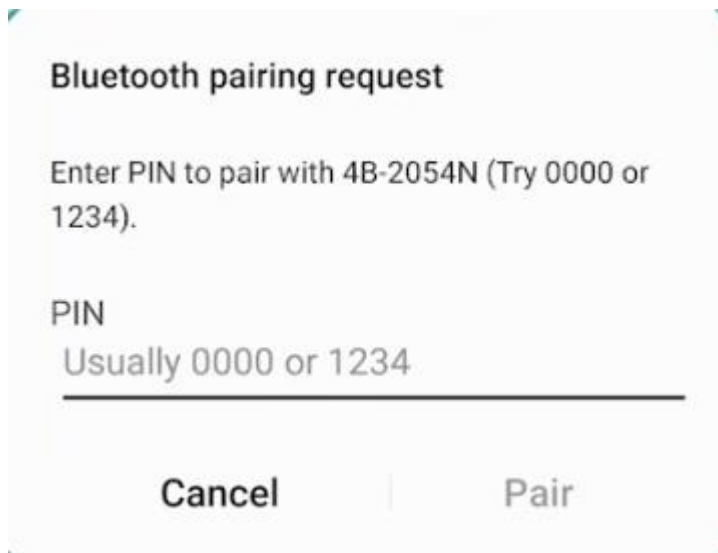 Bluetooth pairing request
Enter PIN to pair with 4B-2054N (Try 0000 or
1234).
PIN
Usually 0000 or 1234
Cancel
Pair